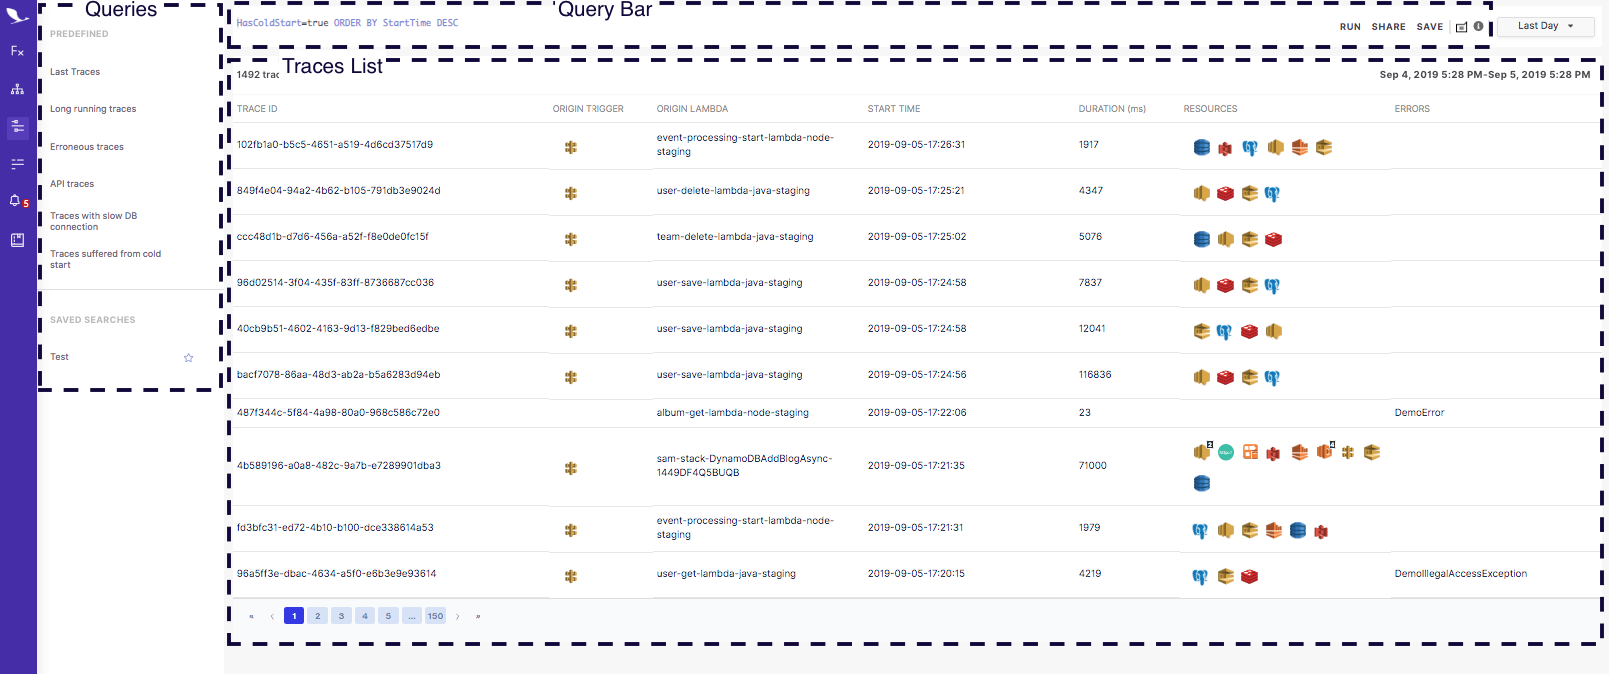 Queries
Query Bar
HasColdStart=true ORDER BY StartTime DESC
RUN SHARE SAVE
Last Day
Fx
5
PREDEFINED
Last Traces
Long running traces
Erroneous traces
API traces
Traces with slow DB
connection
Traces suffered from cold
start
SAVED SEARCHES
Test
Traces List
1492 trac
Sep 4, 2019 5:28 PM-Sep 5, 2019 5:28 PM
TRACE ID ORIGIN TRIGGER ORIGIN LAMBDA START TIME DURATION (ms) RESOURCES ERRORS
102fb1a0-b5c5-4651-a519-4d6cd37517d9 event-processing-start-lambda-node-
staging 2019-09-05-17:26:31 1917
849f4e04-94a2-4b62-b105-791db3e9024d user-delete-lambda-java-staging 2019-09-05-17:25:21 4347
ccc48d1b-d7d6-456a-a52f-f8e0de0fc15f team-delete-lambda-java-staging 2019-09-05-17:25:02 5076
96d02514-3f04-435f-83ff-8736687cc036 user-save-lambda-java-staging 2019-09-05-17:24:58 7837
40cb9b51-4602-4163-9d13-f829bed6edbe user-save-lambda-java-staging 2019-09-05-17:24:58 12041
bacf7078-86aa-48d3-ab2a-b5a6283d94eb user-save-lambda-java-staging 2019-09-05-17:24:56 116836
487f344c-5f84-4a98-80a0-968c586c72e0 album-get-lambda-node-staging 2019-09-05-17:22:06 23 DemoError
4b589196-a0a8-482c-9a7b-e7289901dba3 sam-stack-DynamoDBAddBlogAsync-
1449DF4Q5BUQB 2019-09-05-17:21:35 71000 2 4
fd3bfc31-ed72-4b10-b100-dce338614a53 event-processing-start-lambda-node-
staging 2019-09-05-17:21:31 1979
96a5ff3e-dbac-4634-a5f0-e6b3e9e93614 user-get-lambda-java-staging 2019-09-05-17:20:15 4219 DemoIllegalAccessException
« ‹ 1 2 3 4 5 ... 150 › »